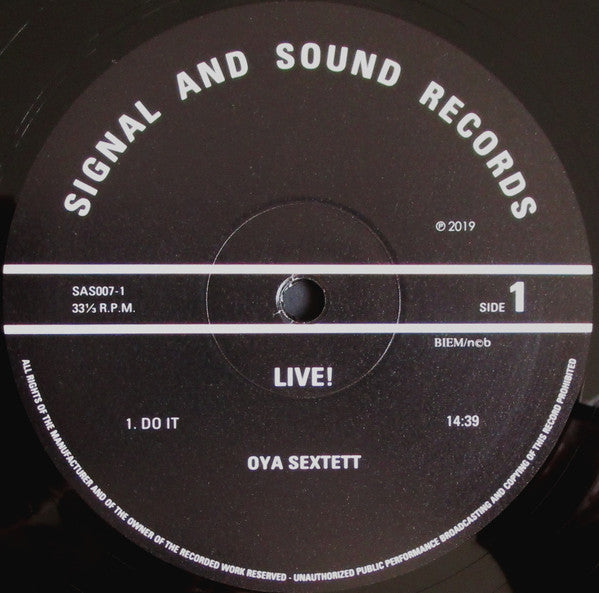 SIGNAL AND SOUND RECORDS
℗ 2019
SAS007-1
33⅓ R.P.M.
SIDE 1
BIEM/n©b
LIVE!
1. DO IT 14:39
OYA SEXTETT
ALL RIGHTS OF THE MANUFACTURER AND OF THE OWNER OF THE RECORDED WORK RESERVED - UNAUTHORIZED PUBLIC PERFORMANCE BROADCASTING AND COPYING OF THIS RECORD PROHIBITED